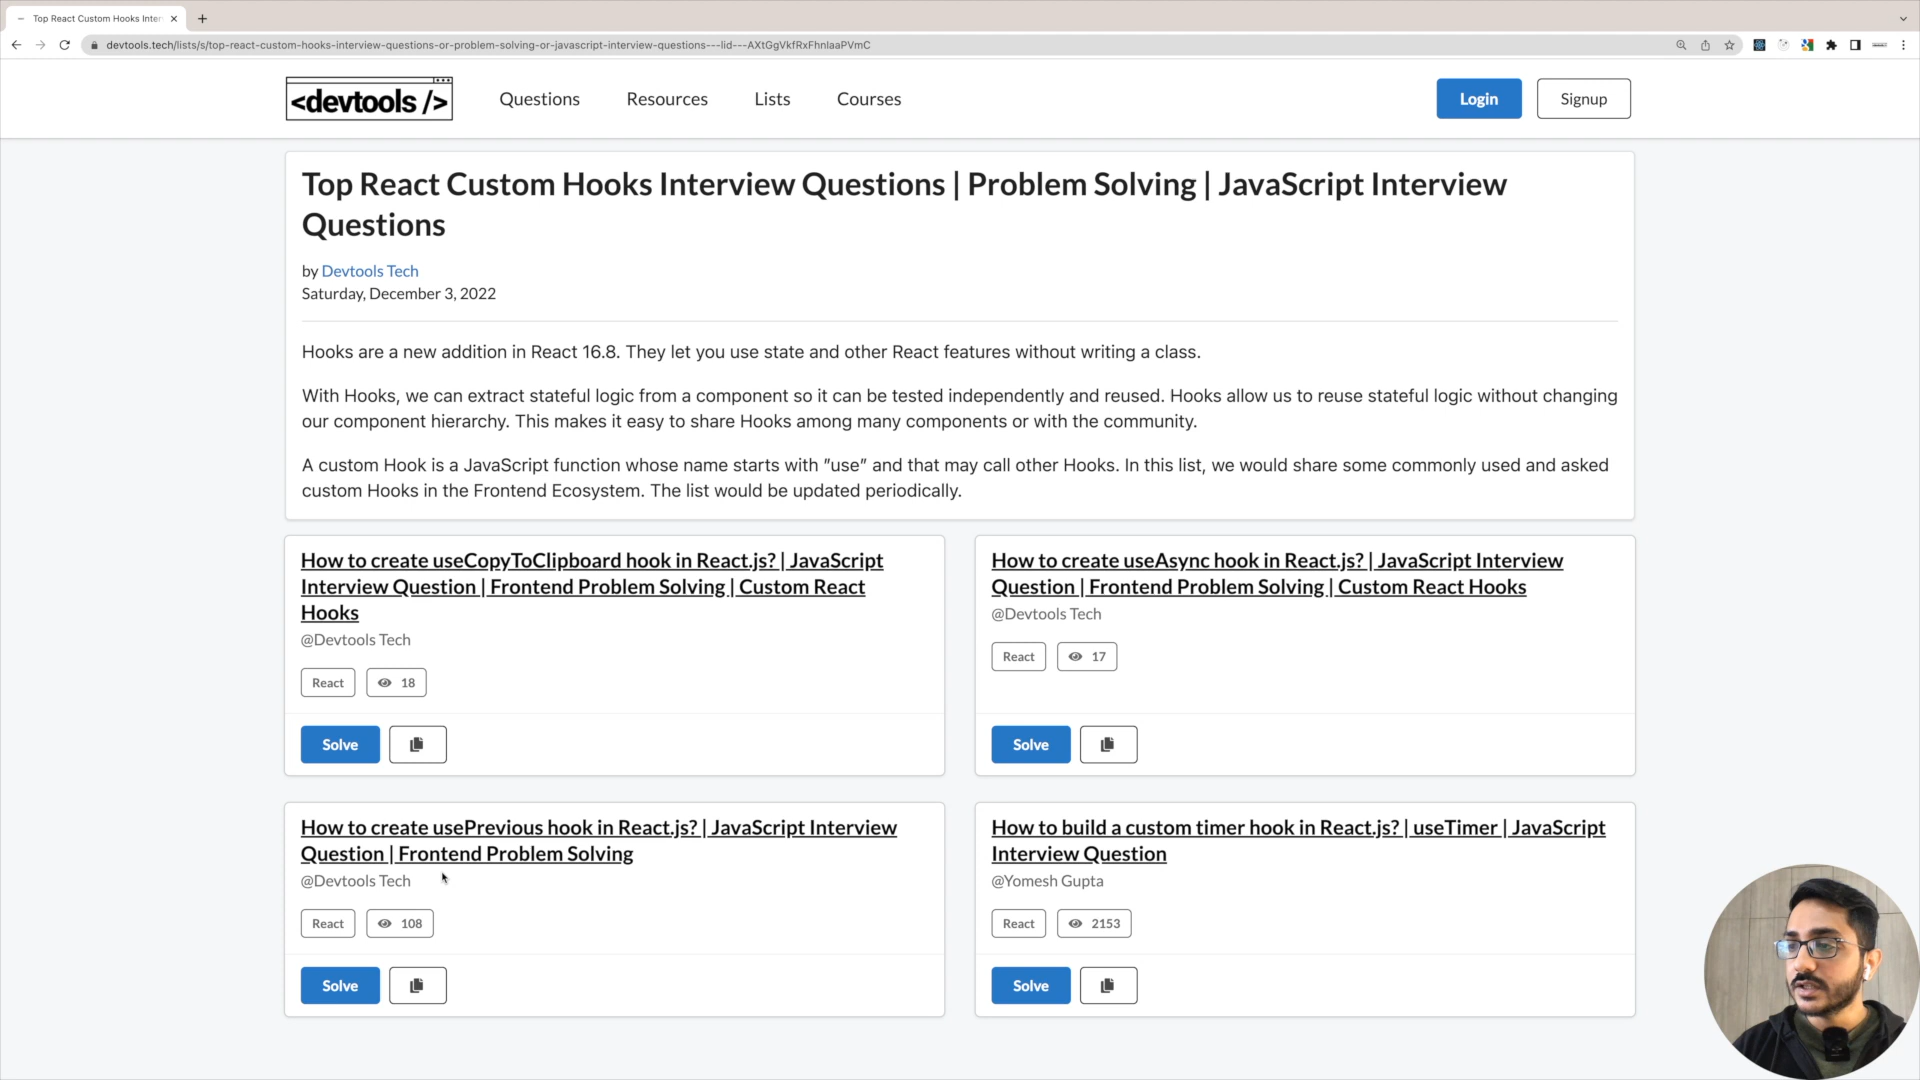 Top React Custom Hooks Inter
devtools.tech/lists/s/top-react-custom-hooks-interview-questions-or-problem-solving-or-javascript-interview-questions---lid---AXtGgVkfRxFhnIaaPVmC
<devtools />
Questions
Resources
Lists
Courses
Login
Signup
Top React Custom Hooks Interview Questions | Problem Solving | JavaScript Interview
Questions
by Devtools Tech
Saturday, December 3, 2022
Hooks are a new addition in React 16.8. They let you use state and other React features without writing a class.
With Hooks, we can extract stateful logic from a component so it can be tested independently and reused. Hooks allow us to reuse stateful logic without changing
our component hierarchy. This makes it easy to share Hooks among many components or with the community.
A custom Hook is a JavaScript function whose name starts with ”use” and that may call other Hooks. In this list, we would share some commonly used and asked
custom Hooks in the Frontend Ecosystem. The list would be updated periodically.
How to create useCopyToClipboard hook in React.js? | JavaScript
Interview Question | Frontend Problem Solving | Custom React
Hooks
@Devtools Tech
React
18
Solve
How to create useAsync hook in React.js? | JavaScript Interview
Question | Frontend Problem Solving | Custom React Hooks
@Devtools Tech
React
17
Solve
How to create usePrevious hook in React.js? | JavaScript Interview
Question | Frontend Problem Solving
@Devtools Tech
React
108
Solve
How to build a custom timer hook in React.js? | useTimer | JavaScript
Interview Question
@Yomesh Gupta
React
2153
Solve